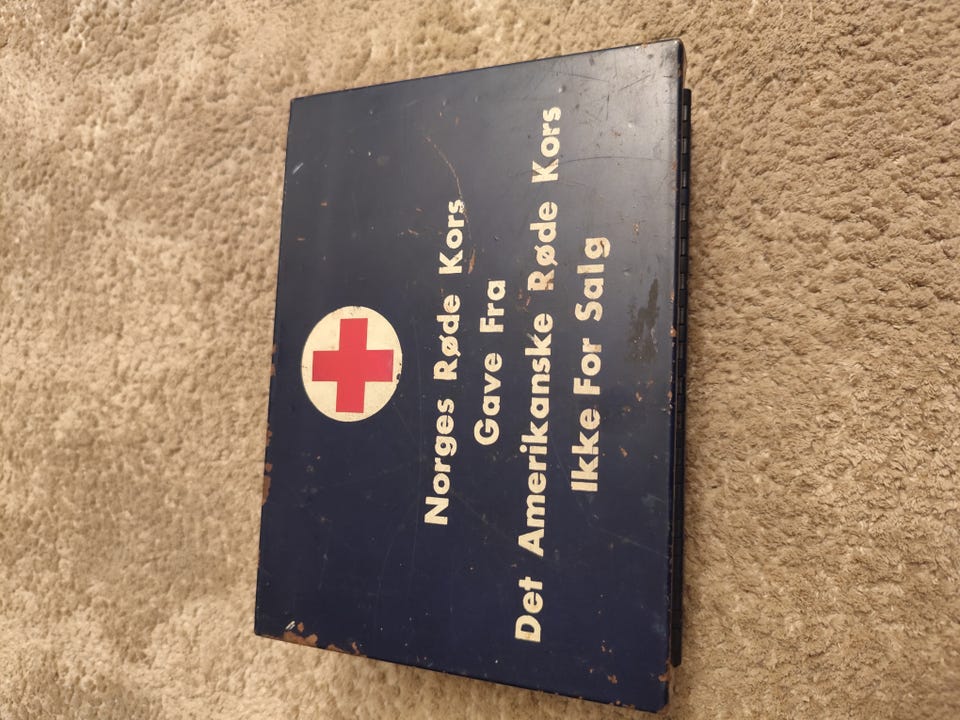 Norges Røde Kors
Gave Fra
Det Amerikanske Røde Kors
Ikke For Salg